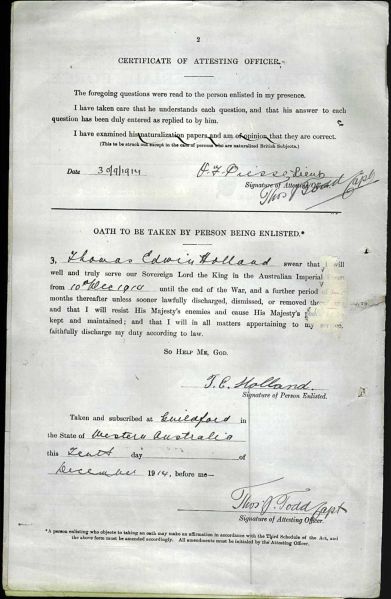 2
CERTIFICATE OF ATTESTING OFFICER.
The foregoing questions were read to the person enlisted in my presence.
I have taken care that he understands each question, and that his answer to each
question has been duly entered as replied to by him.
I have examined his naturalization papers and am of opinion that they are correct.
(This to be struck out except in the case of persons who are naturalized British Subjects.)
Date 30/9/1914
Lieut
Signature of Attesting
Thos J Todd Capt
OATH TO BE TAKEN BY PERSON BEING ENLISTED.*
3. Thomas Edwin Holland swear that I will
well and truly serve our Sovereign Lord the King in the Australian Imperial
from 10th Dec 1914 until the end of the War, and a further period of
months thereafter unless sooner lawfully discharged, dismissed, or removed
and that I will resist His Majesty's enemies and cause His Majesty's
kept and maintained; and that I will in all matters appertaining to my
faithfully discharge my duty according to law.
SO HELP ME, GOD.
T. E. Holland.
Signature of Person Enlisted.
Taken and subscribed at Guildford in
the State of Western Australia
this Tenth day of
December 1914, before me—
Thos J. Todd Capt
Signature of Attesting Officer.
*A person enlisting who objects to taking an oath may make an affirmation in accordance with the Third Schedule of the Act, and
the above form must be amended accordingly. All amendments must be initialed by the Attesting Officer.